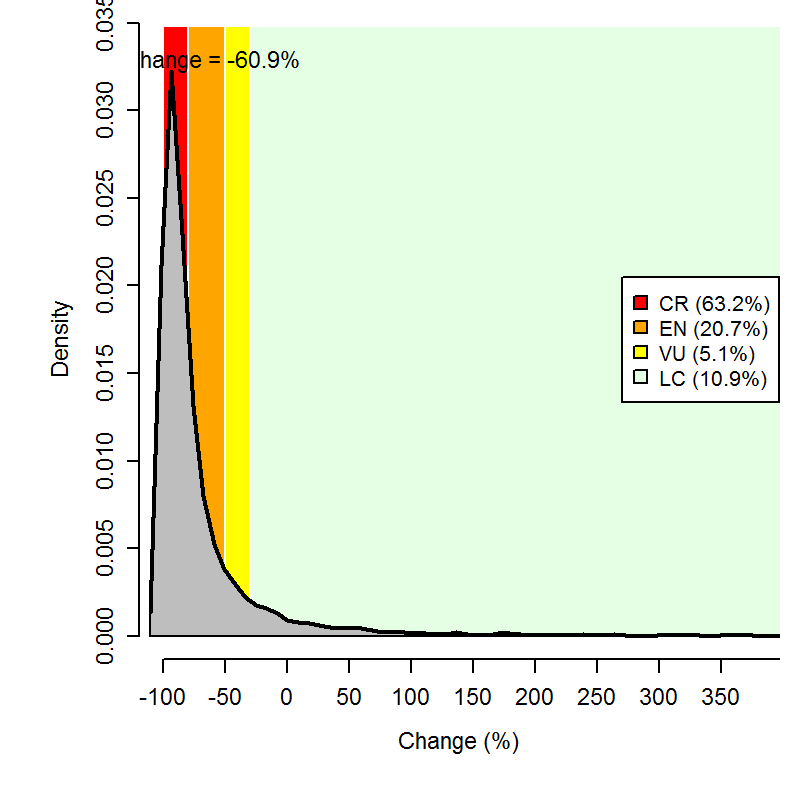 hange = -60.9%
0.035
0.030
0.025
0.020
0.015
0.010
0.005
0.000
Density
CR (63.2%)
EN (20.7%)
VU (5.1%)
LC (10.9%)
-100 -50 0 50 100 150 200 250 300 350
Change (%)